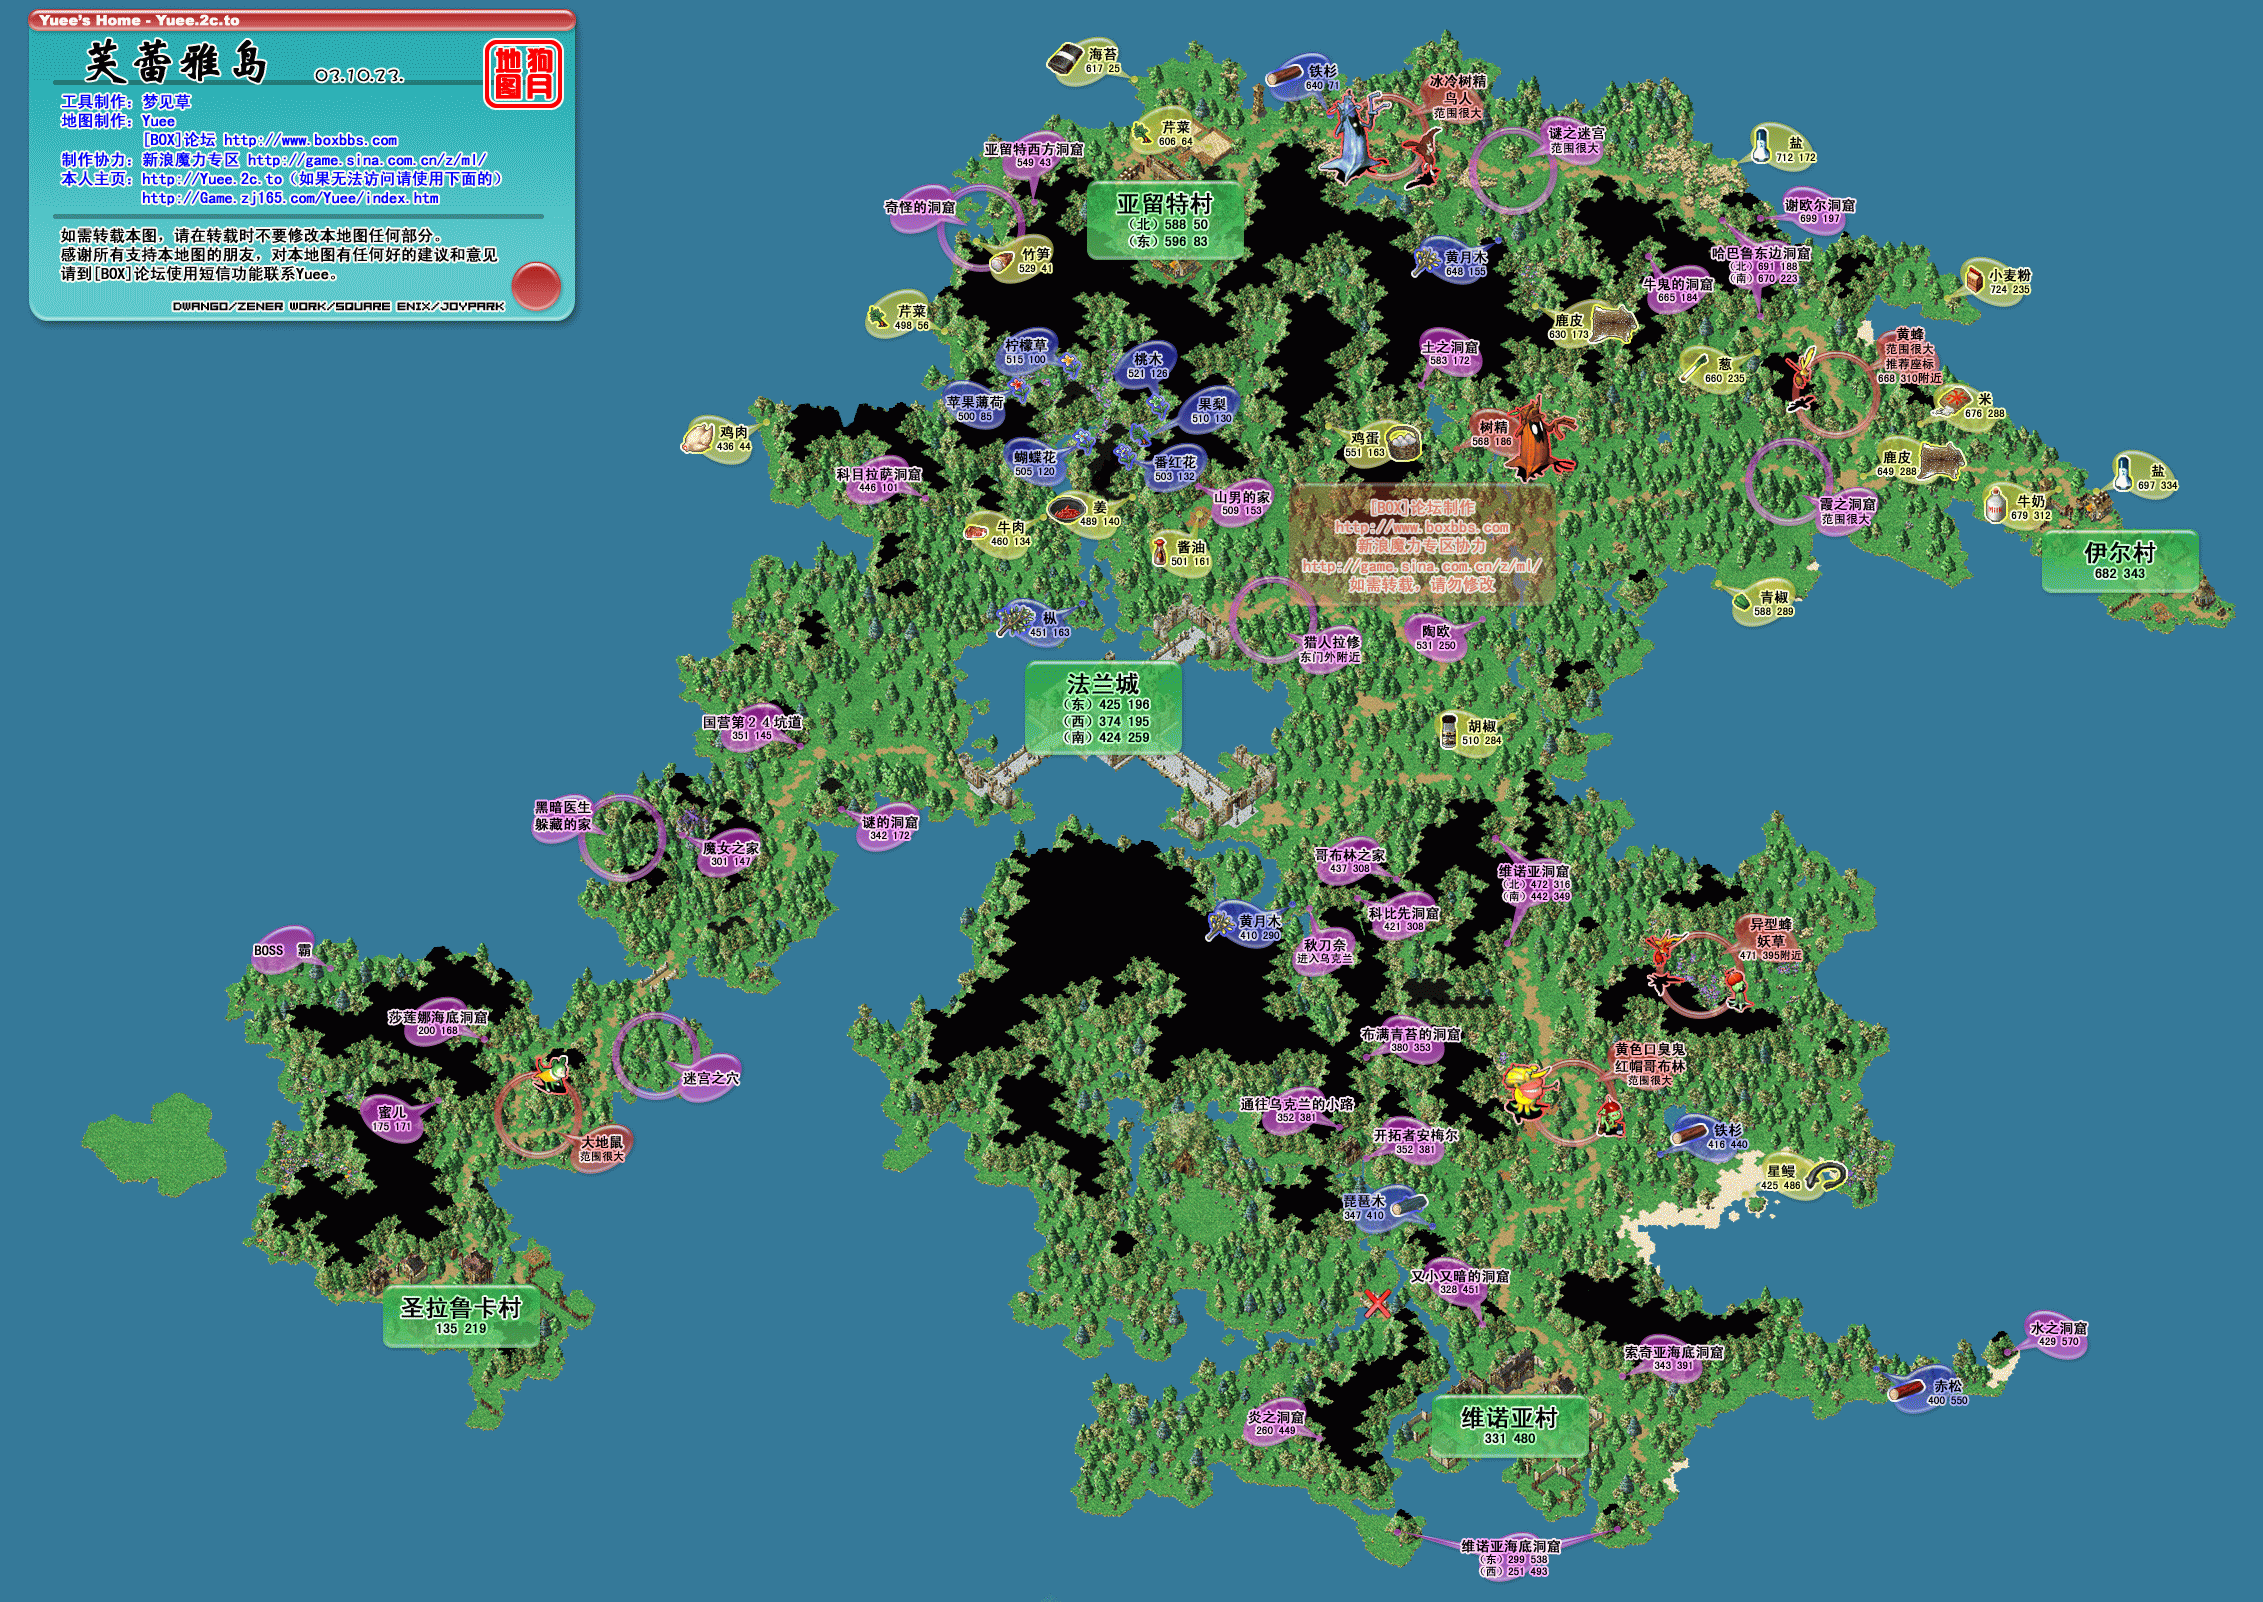 Yuee's Home - Yuee.2c.to
芙蕾雅岛
03.10.23.
狗月地图
工具制作：梦见草
地图制作：Yuee
[BOX]论坛 http://www.boxbbs.com
制作协力：新浪魔力专区 http://game.sina.com.cn/z/ml/
本人主页：http://Yuee.2c.to（如果无法访问请使用下面的）
http://Game.zj165.com/Yuee/index.htm
如需转载本图，请在转载时不要修改本地图任何部分。
感谢所有支持本地图的朋友，对本地图有任何好的建议和意见
请到[BOX]论坛使用短信功能联系Yuee。
DWANGO/ZENER WORK/SQUARE ENIX/JOYPARK
海苔
617 25
铁杉
640 71
冰冷树精
鸟人
范围很大
芹菜
606 64
谜之迷宫
范围很大
盐
712 172
亚留特西方洞窟
549 43
奇怪的洞窟
亚留特村
（北）588 50
（东）596 83
谢欧尔洞窟
699 197
竹笋
529 41
黄月木
648 155
哈巴鲁东边洞窟
（北）691 188
（南）670 223
牛鬼的洞窟
665 184
小麦粉
724 235
芹菜
498 56
鹿皮
630 173
柠檬草
515 100
桃木
521 126
土之洞窟
583 172
黄蜂
范围很大
推荐座标
668 310附近
葱
660 235
苹果薄荷
500 85
果梨
510 130
米
676 288
鸡肉
436 44
鸡蛋
551 163
树精
568 186
蝴蝶花
505 120
番红花
503 132
鹿皮
649 288
盐
697 334
科目拉萨洞窟
446 101
山男的家
509 153
姜
489 140
霞之洞窟
范围很大
牛奶
679 312
牛肉
460 134
[BOX]论坛制作
http://www.boxbbs.com
新浪魔力专区协力
http://game.sina.com.cn/z/ml/
如需转载，请勿修改
酱油
501 161
伊尔村
682 343
青椒
588 289
枞
451 163
猎人拉修
东门外附近
陶欧
531 250
法兰城
（东）425 196
（西）374 195
（南）424 259
国营第２４坑道
351 145
胡椒
510 284
黑暗医生
躲藏的家
谜的洞窟
342 172
魔女之家
301 147
哥布林之家
437 308
维诺亚洞窟
（北）472 316
（南）442 349
科比先洞窟
421 308
黄月木
410 290
秋刀奈
进入乌克兰
异型蜂
妖草
471 395附近
BOSS 霸
莎莲娜海底洞窟
200 168
布满青苔的洞窟
380 353
黄色口臭鬼
红帽哥布林
范围很大
迷宫之穴
蜜儿
175 171
通往乌克兰的小路
352 381
开拓者安梅尔
352 381
大地鼠
范围很大
铁杉
416 440
星鳗
425 486
琵琶木
347 410
又小又暗的洞窟
328 451
圣拉鲁卡村
135 219
水之洞窟
429 570
索奇亚海底洞窟
343 391
赤松
400 550
炎之洞窟
260 449
维诺亚村
331 480
维诺亚海底洞窟
（东）299 538
（西）251 493